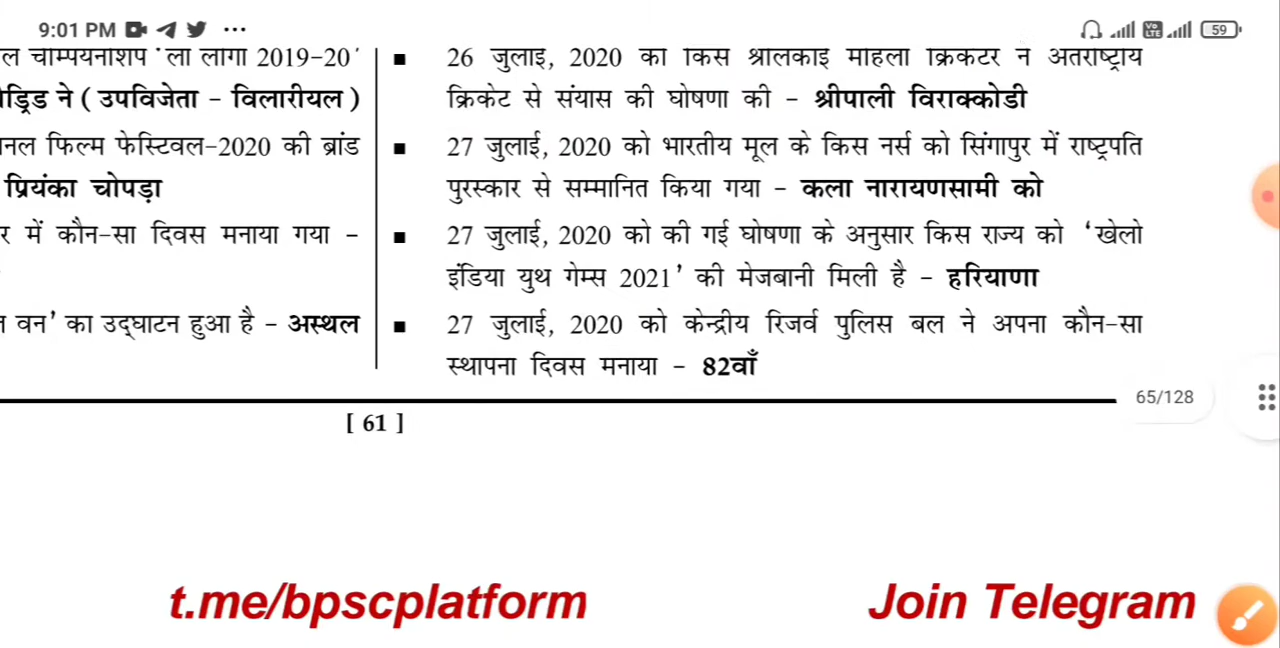 9:01 PM ...
Vo LTE 59
ल चाम्पियनशिप 'ला लीगा 2019-20'
ड्रिड ने ( उपविजेता - विलारीयल )
नल फिल्म फेस्टिवल-2020 की ब्रांड
प्रियंका चोपड़ा
र में कौन-सा दिवस मनाया गया -
वन' का उद्घाटन हुआ है - अस्थल
■ 26 जुलाई, 2020 को किस श्रीलंकाई महिला क्रिकेटर ने अंतर्राष्ट्रीय
क्रिकेट से संयास की घोषणा की - श्रीपाली विराक्कोडी
■ 27 जुलाई, 2020 को भारतीय मूल के किस नर्स को सिंगापुर में राष्ट्रपति
पुरस्कार से सम्मानित किया गया - कला नारायणसामी को
■ 27 जुलाई, 2020 को की गई घोषणा के अनुसार किस राज्य को 'खेलो
इंडिया युथ गेम्स 2021' की मेजबानी मिली है - हरियाणा
■ 27 जुलाई, 2020 को केन्द्रीय रिजर्व पुलिस बल ने अपना कौन-सा
स्थापना दिवस मनाया - 82वाँ
65/128
[ 61 ]
t.me/bpscplatform
Join Telegram